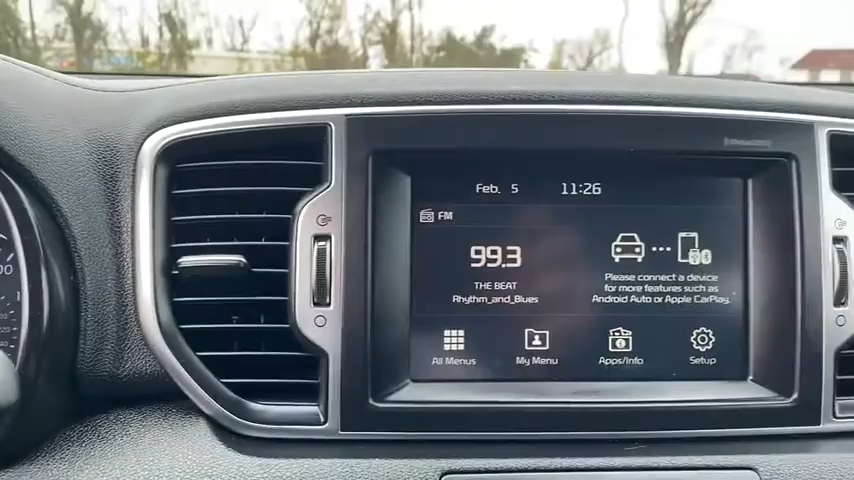 Feb. 5 11:26
FM
99.3
THE BEAT
Rhythm_and_Blues
Please connect a device
for more features such as
Android Auto or Apple CarPlay.
All Menus My Menu Apps/Info Setup